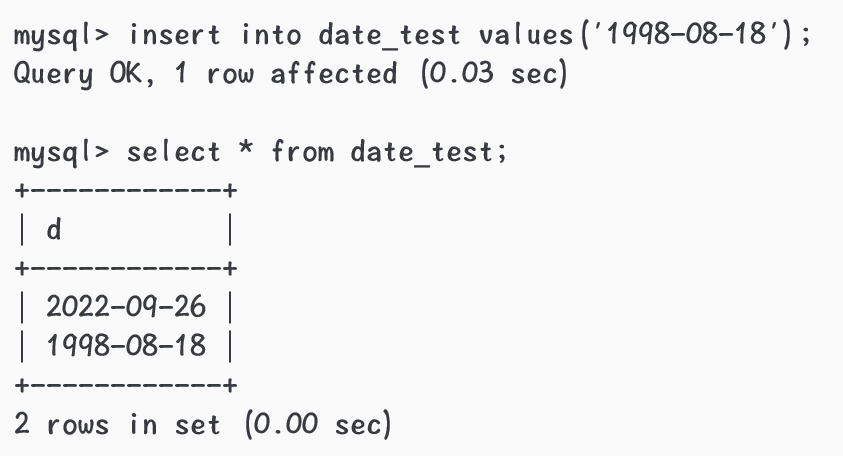 mysql> insert into date_test values('1998-08-18');
Query OK, 1 row affected (0.03 sec)

mysql> select * from date_test;
+------------+
| d          |
+------------+
| 2022-09-26 |
| 1998-08-18 |
+------------+
2 rows in set (0.00 sec)